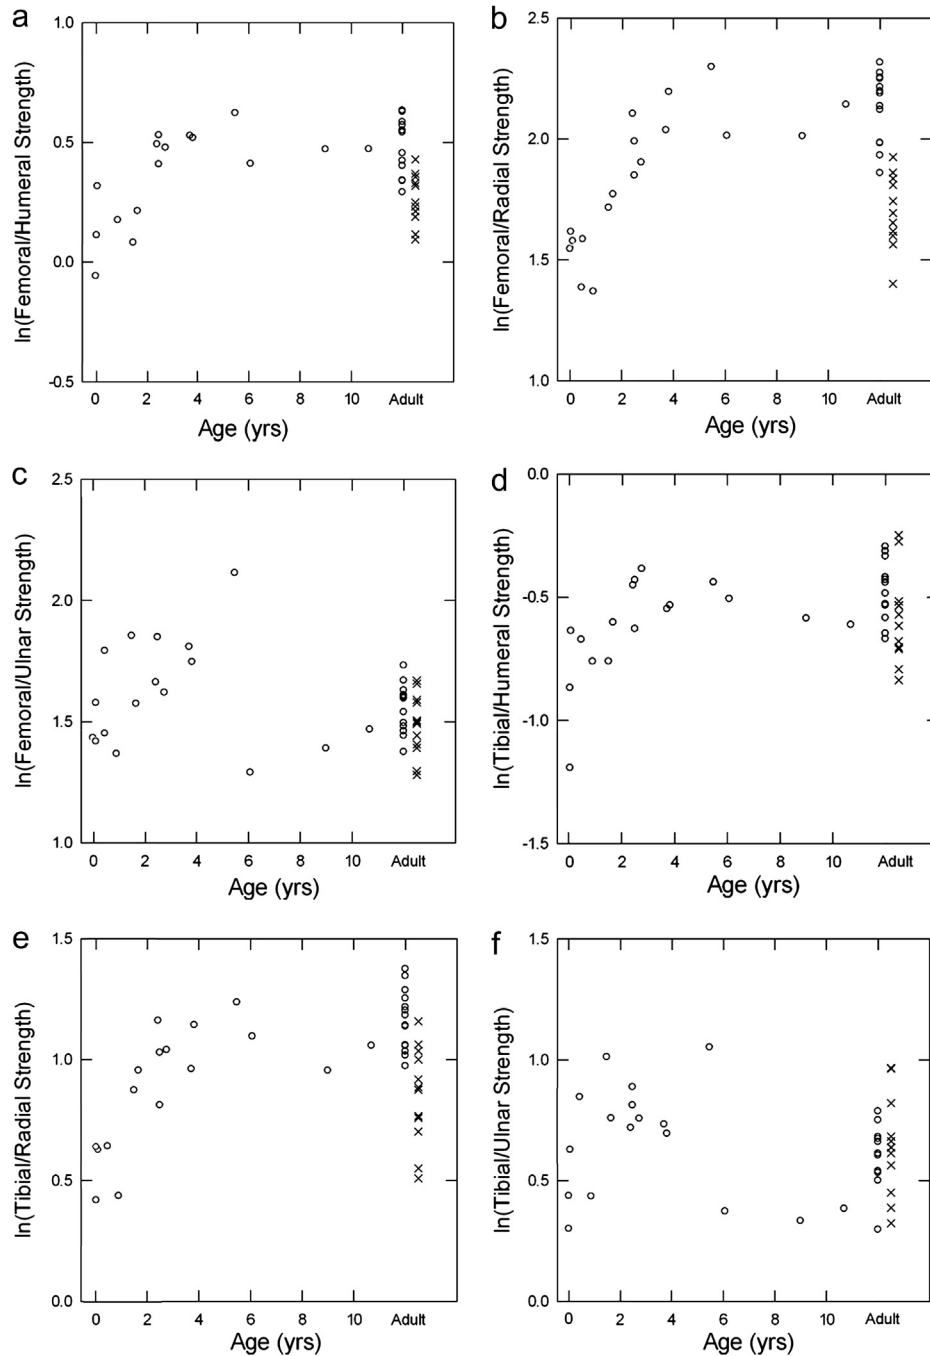 a
1.0
0.5
0.0
-0.5
ln(Femoral/Humeral Strength)
0 2 4 6 8 10 Adult
Age (yrs)
b
2.5
2.0
1.5
1.0
ln(Femoral/Radial Strength)
0 2 4 6 8 10 Adult
Age (yrs)
c
2.5
2.0
1.5
1.0
ln(Femoral/Ulnar Strength)
0 2 4 6 8 10 Adult
Age (yrs)
d
0.0
-0.5
-1.0
-1.5
ln(Tibial/Humeral Strength)
0 2 4 6 8 10 Adult
Age (yrs)
e
1.5
1.0
0.5
0.0
ln(Tibial/Radial Strength)
0 2 4 6 8 10 Adult
Age (yrs)
f
1.5
1.0
0.5
0.0
ln(Tibial/Ulnar Strength)
0 2 4 6 8 10 Adult
Age (yrs)